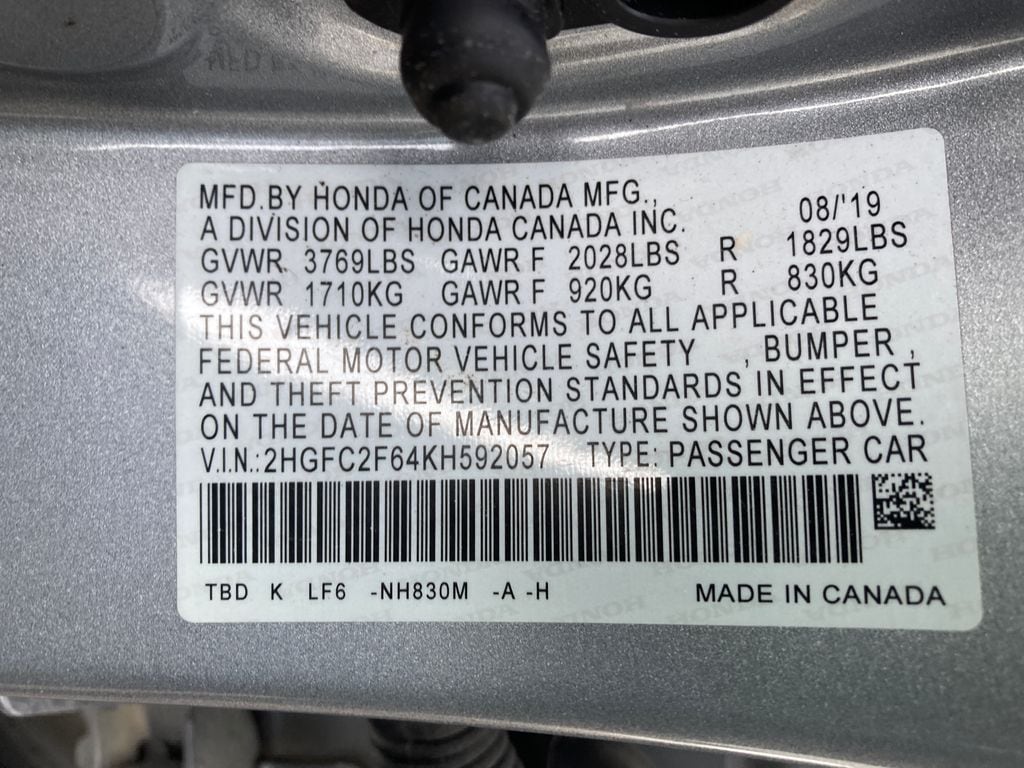 MFD.BY HONDA OF CANADA MFG.,
A DIVISION OF HONDA CANADA INC. 08/'19
GVWR 3769LBS GAWR F 2028LBS R 1829LBS
GVWR 1710KG GAWR F 920KG R 830KG
THIS VEHICLE CONFORMS TO ALL APPLICABLE
FEDERAL MOTOR VEHICLE SAFETY , BUMPER ,
AND THEFT PREVENTION STANDARDS IN EFFECT
ON THE DATE OF MANUFACTURE SHOWN ABOVE.
V.I.N.:2HGFC2F64KH592057 TYPE: PASSENGER CAR
TBD K LF6 -NH830M -A -H MADE IN CANADA